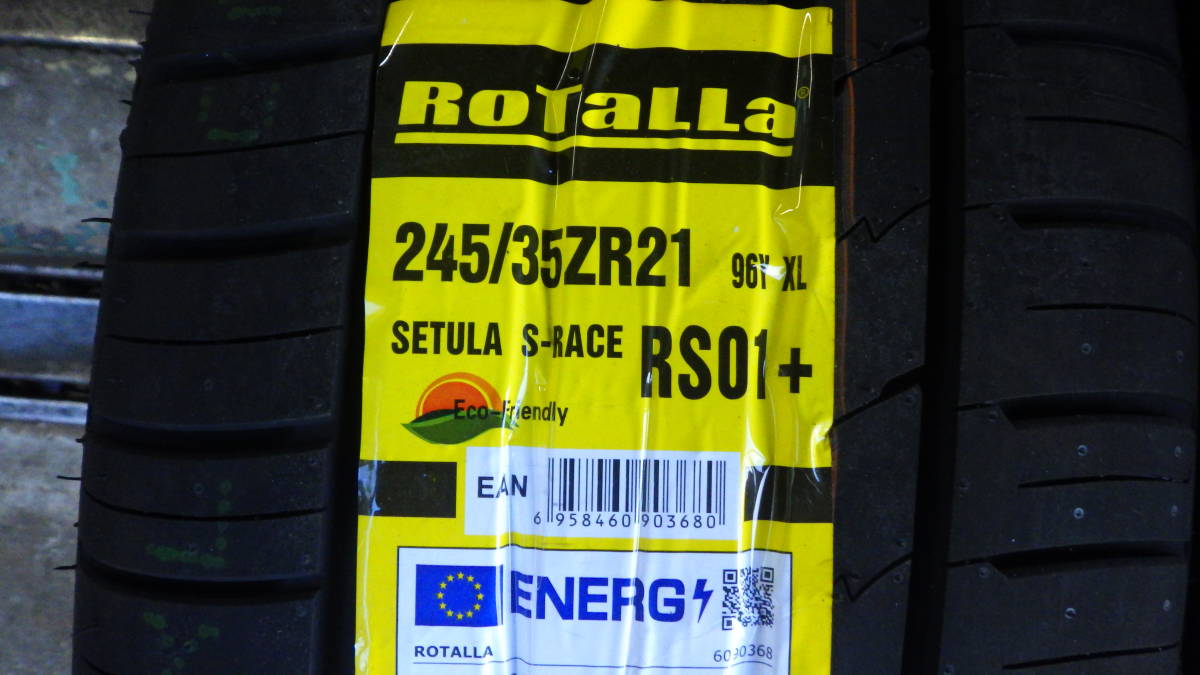 RoTaLLa®
245/35ZR21 96Y XL
SETULA S-RACE RS01+
Eco-Friendly
EAN
6 958460 903680
ENERG
ROTALLA 6090368